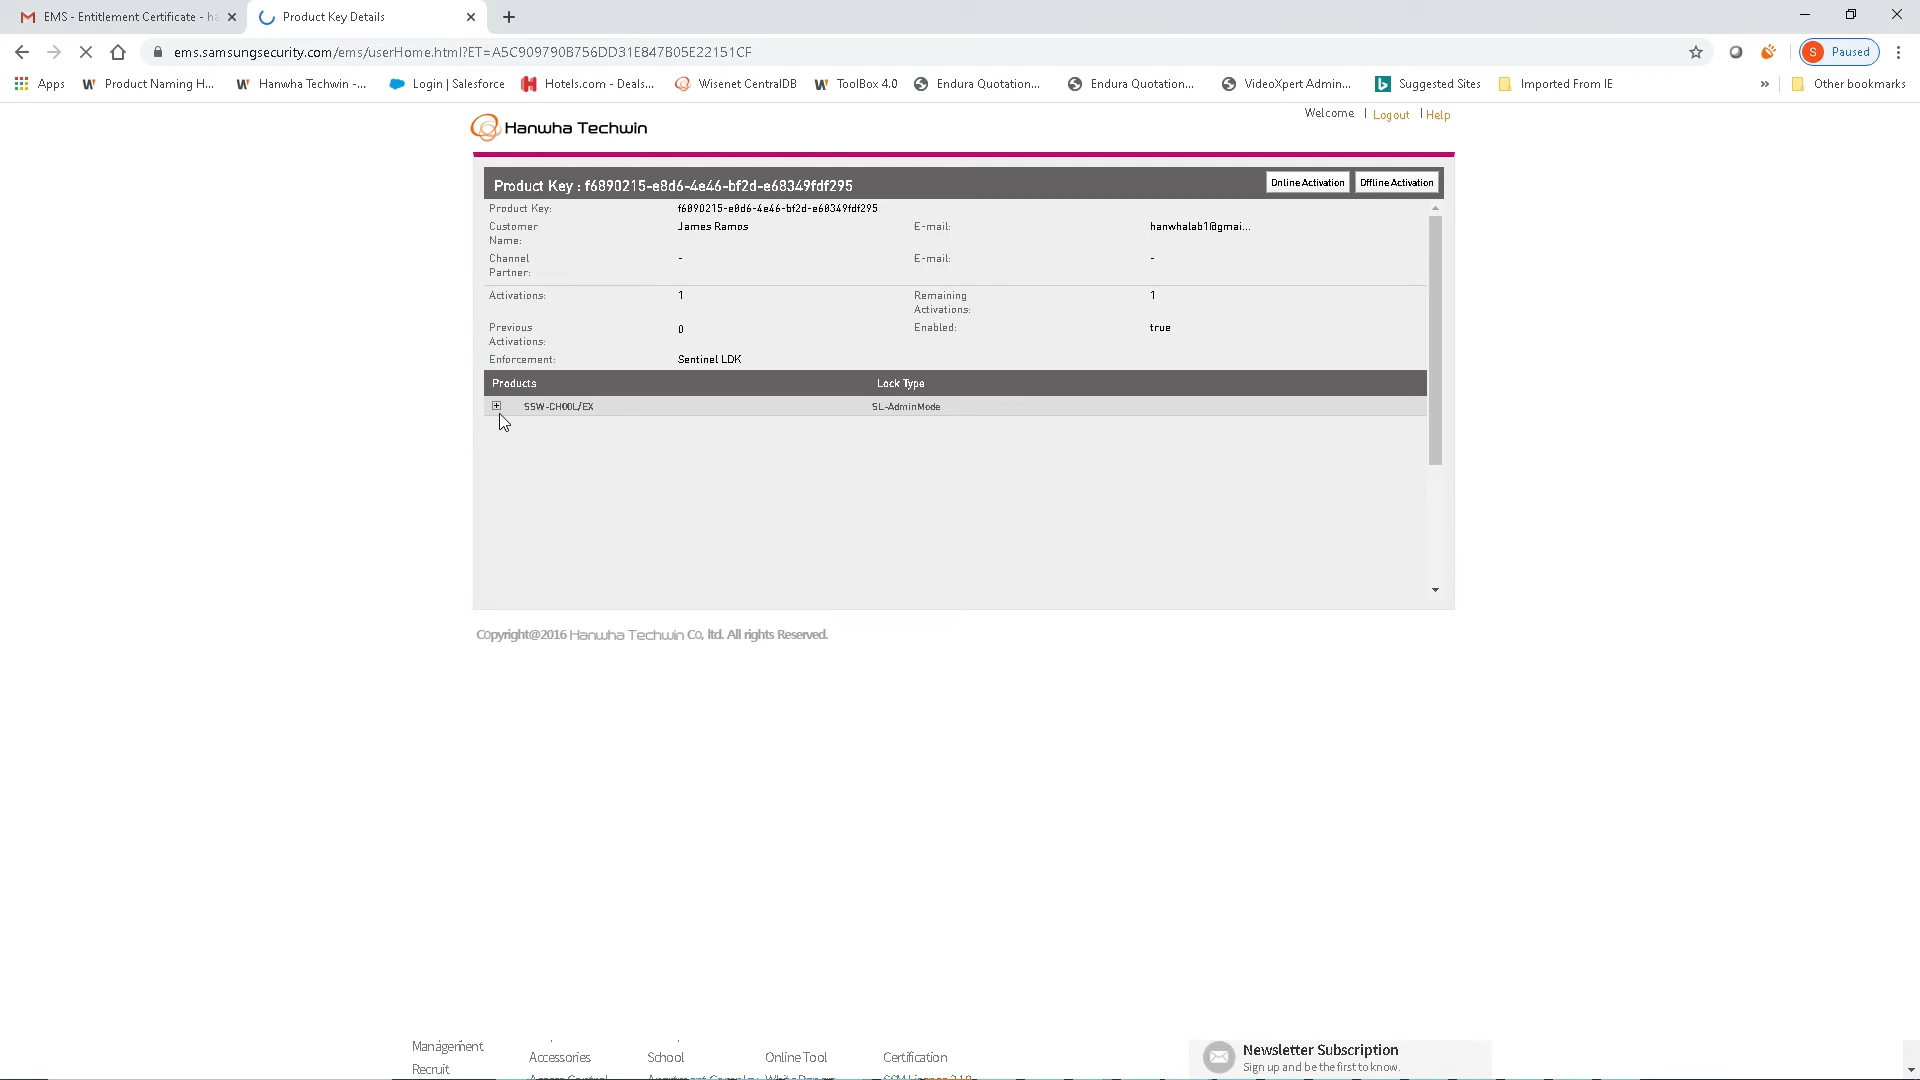 EMS - Entitlement Certificate - ha
Product Key Details
ems.samsungsecurity.com/ems/userHome.html?ET=A5C909790B756DD31E847B05E22151CF
S Paused
Apps
Product Naming H...
Hanwha Techwin -...
Login | Salesforce
Hotels.com - Deals...
Wisenet CentralDB
ToolBox 4.0
Endura Quotation...
Endura Quotation...
VideoXpert Admin...
Suggested Sites
Imported From IE
»
Other bookmarks
Hanwha Techwin
Welcome | Logout | Help
Product Key : f6890215-e8d6-4e46-bf2d-e68349fdf295
Online Activation
Offline Activation
Product Key: f6890215-e8d6-4e46-bf2d-e68349fdf295
Customer Name: James Ramos E-mail: hanwhalab1@gmai...
Channel Partner: - E-mail: -
Activations: 1 Remaining Activations: 1
Previous Activations: 0 Enabled: true
Enforcement: Sentinel LDK
Products Lock Type
SSW-CH00L/EX SL-AdminMode
Copyright@2016 Hanwha Techwin Co, ltd. All rights Reserved.
Management
Accessories School Online Tool Certification
Recruit
Newsletter Subscription
Sign up and be the first to know.